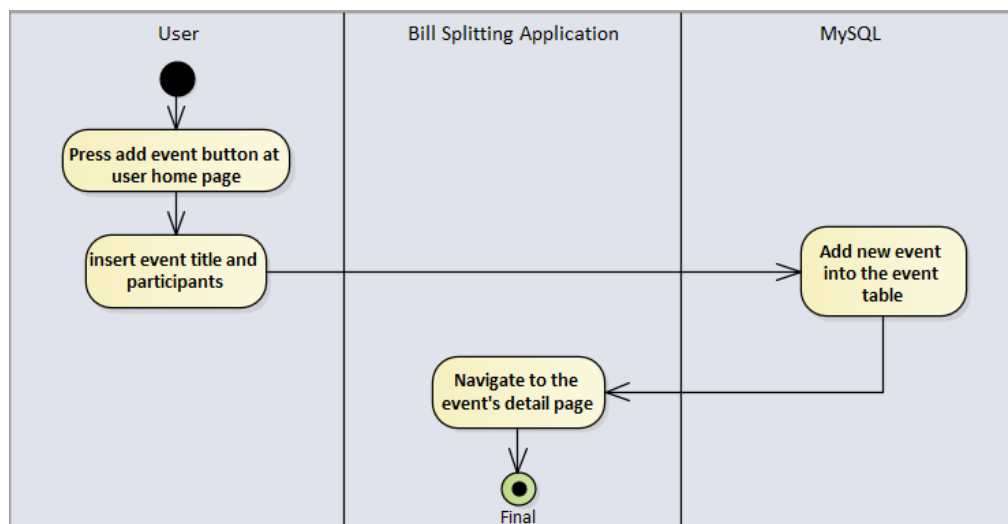 User
Bill Splitting Application
MySQL
Press add event button at
user home page
insert event title and
participants
Add new event
into the event
table
Navigate to the
event's detail page
Final